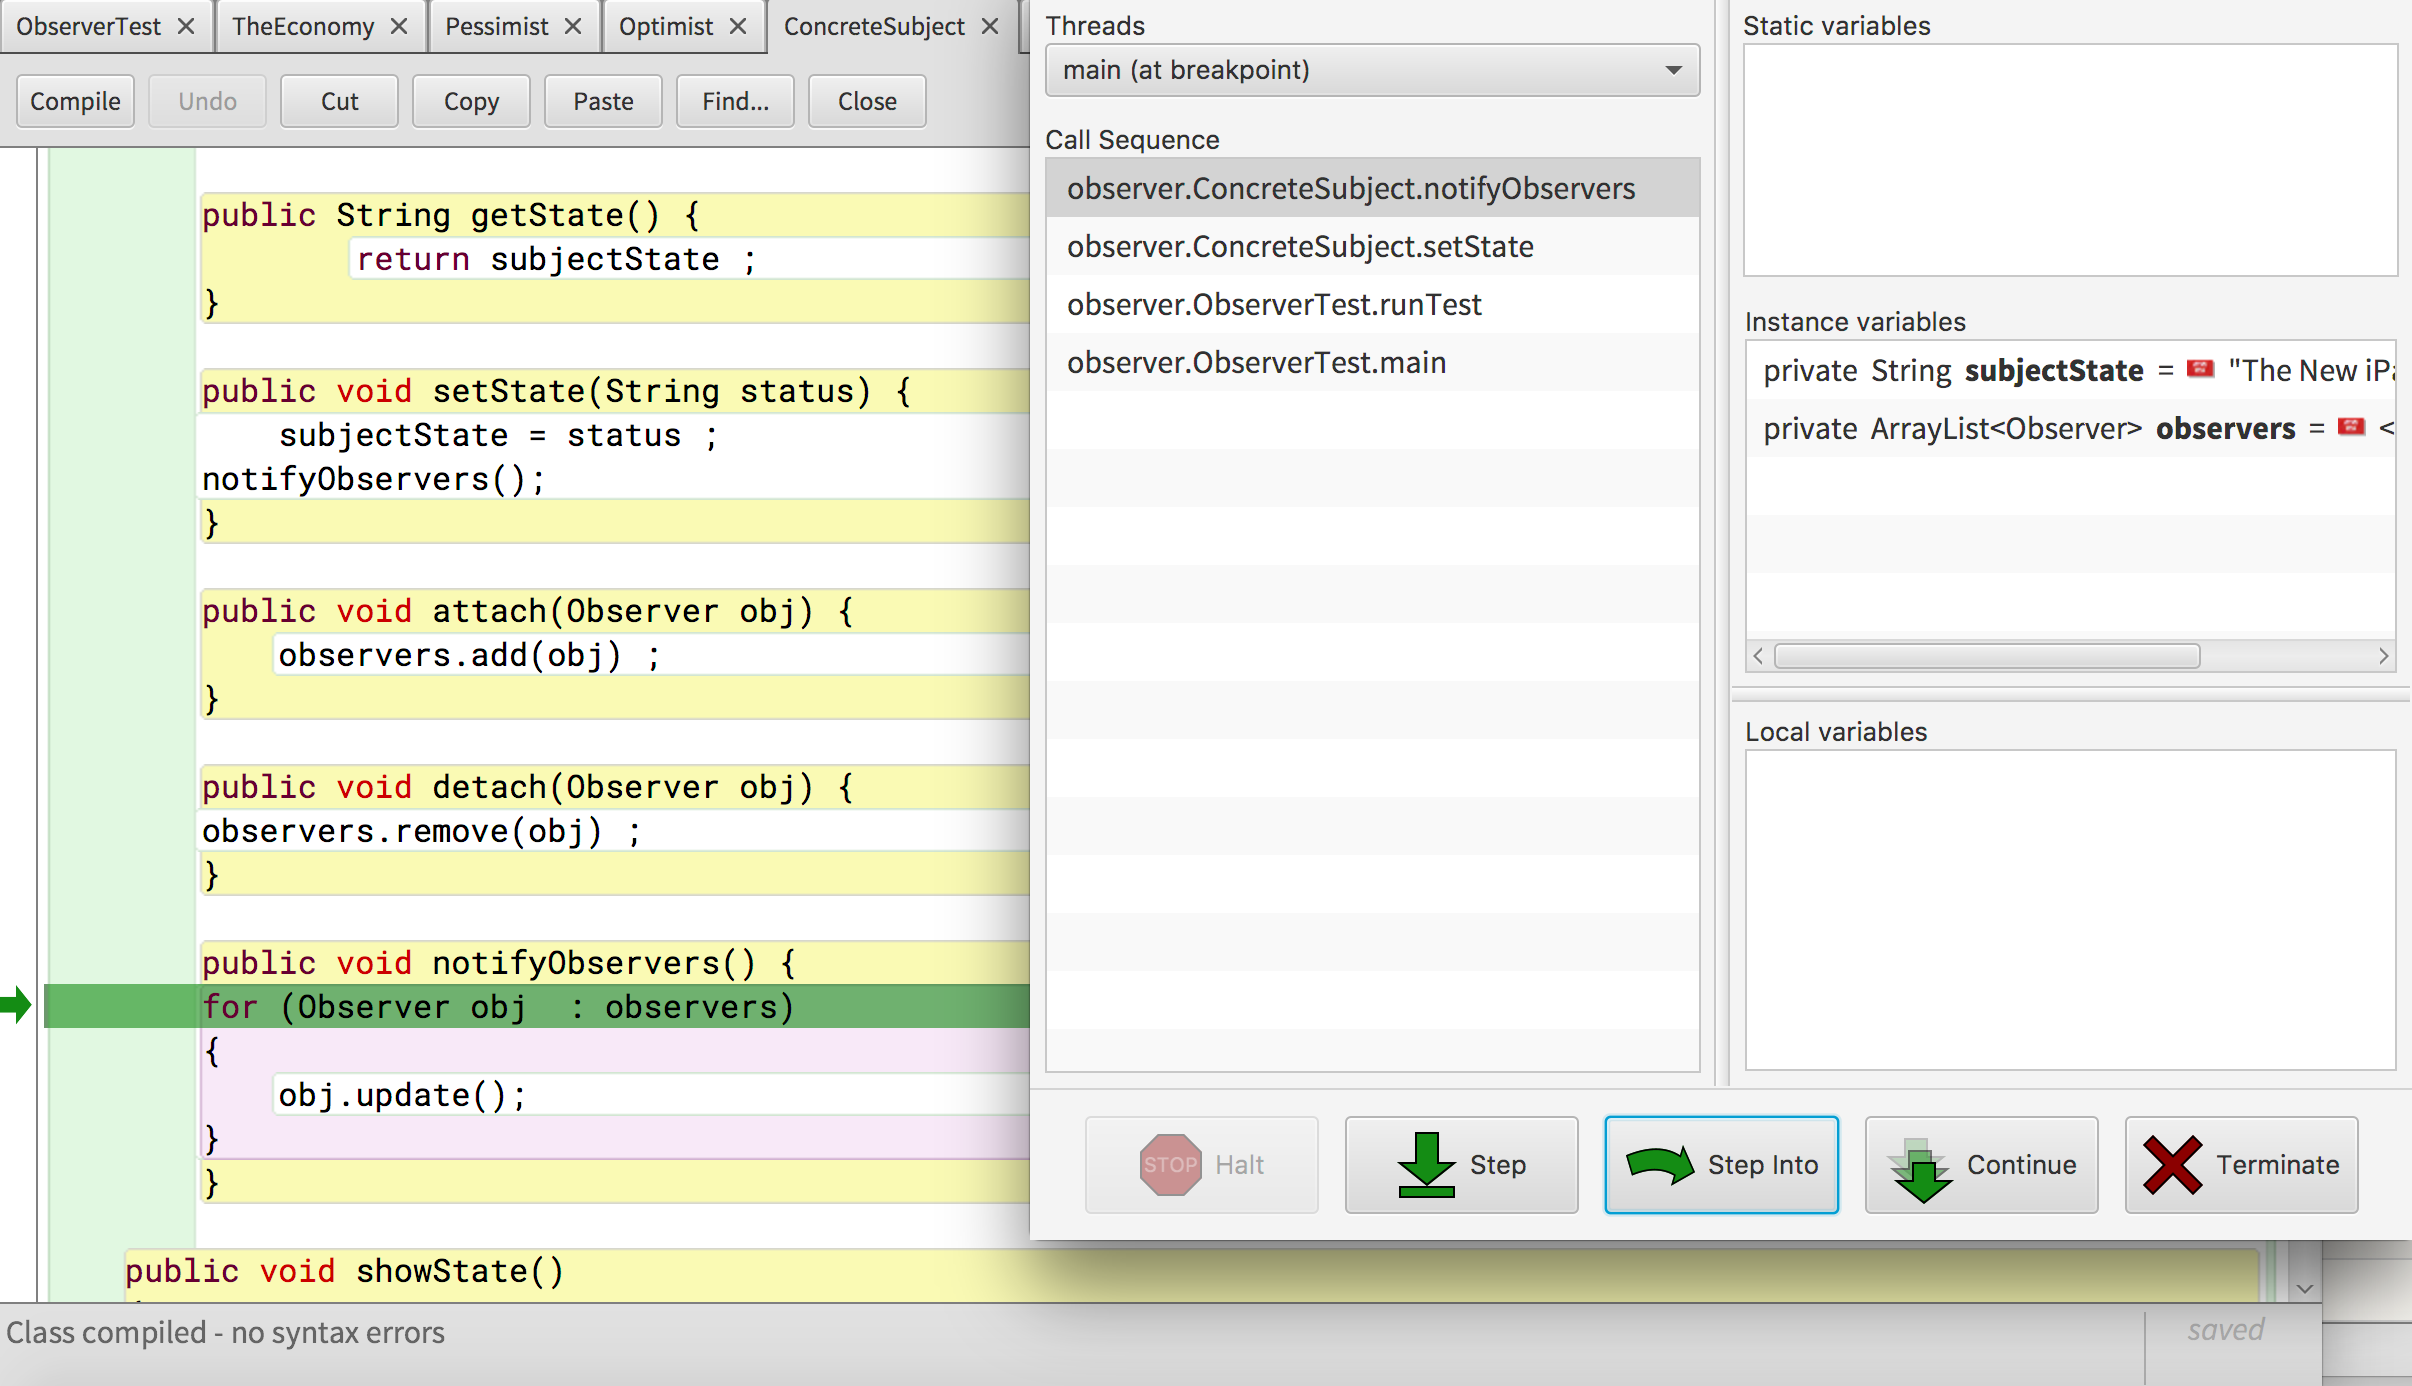 ObserverTest TheEconomy Pessimist Optimist ConcreteSubject
Compile Undo Cut Copy Paste Find... Close
public String getState() {
return subjectState ;
}
public void setState(String status) {
subjectState = status ;
notifyObservers();
}
public void attach(Observer obj) {
observers.add(obj) ;
}
public void detach(Observer obj) {
observers.remove(obj) ;
}
public void notifyObservers() {
for (Observer obj  : observers)
{
obj.update();
}
}
public void showState()
Class compiled - no syntax errors
saved
Threads
main (at breakpoint)
Call Sequence
observer.ConcreteSubject.notifyObservers
observer.ConcreteSubject.setState
observer.ObserverTest.runTest
observer.ObserverTest.main
Static variables
Instance variables
private String subjectState = "The New iPa
private ArrayList<Observer> observers = <
Local variables
STOP Halt
Step
Step Into
Continue
Terminate